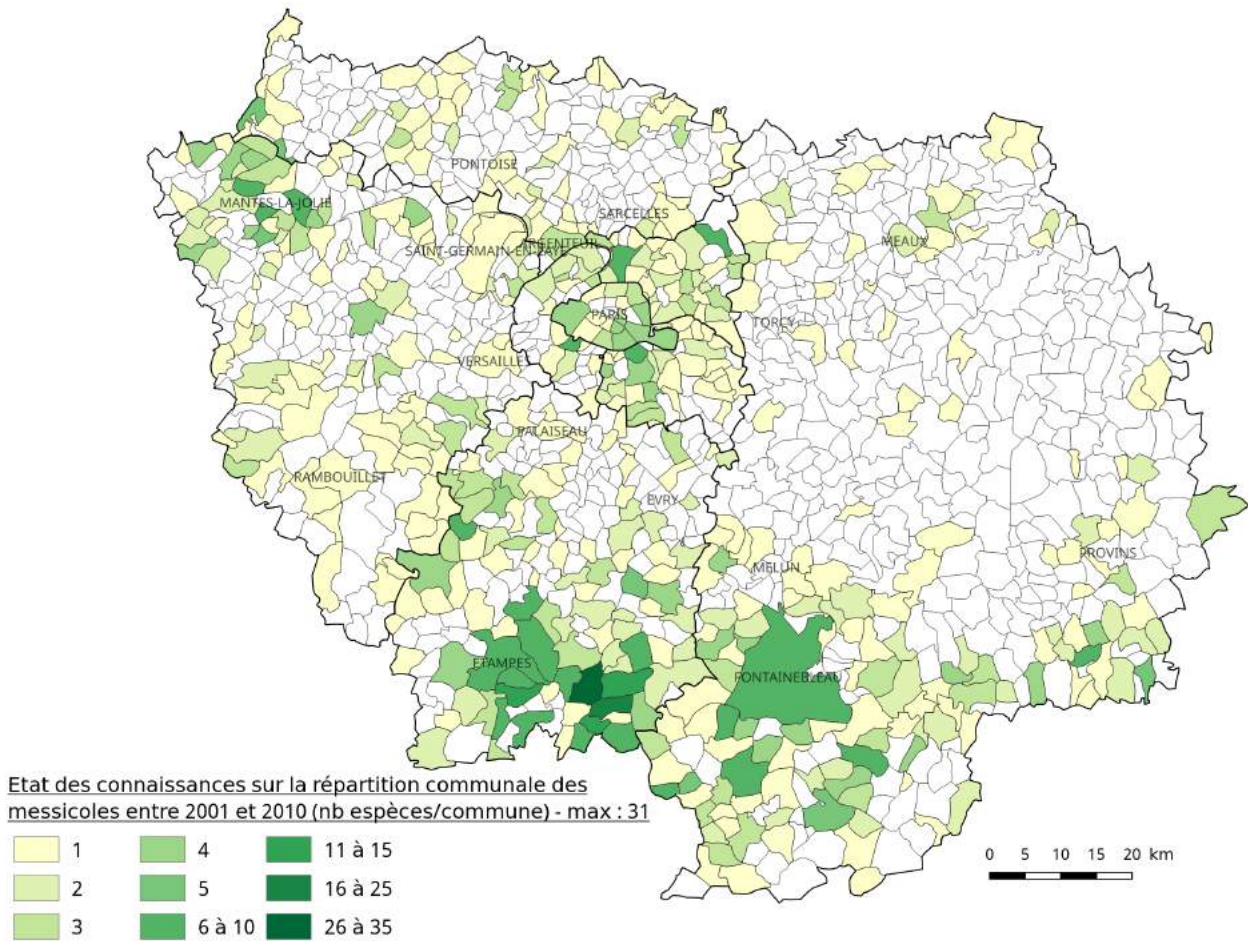 PONTOISE
MANTES-LA-JOLIE
SARCELLES
ARGENTEUIL
SAINT-GERMAIN-EN-LAYE
MEAUX
PARIS
TORCY
VERSAILLES
PALAISEAU
RAMBOUILLET
EVRY
PROVINS
MELUN
ETAMPES
FONTAINEBLEAU
Etat des connaissances sur la répartition communale des
messicoles entre 2001 et 2010 (nb espèces/commune) - max : 31
1 4 11 à 15
2 5 16 à 25
3 6 à 10 26 à 35
0 5 10 15 20 km